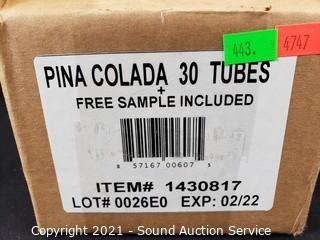 443.
4747
PINA COLADA 30 TUBES
+
FREE SAMPLE INCLUDED
8 57167 00607 5
ITEM# 1430817
LOT# 0026E0 EXP: 02/22
Copyright 2021 - Sound Auction Service